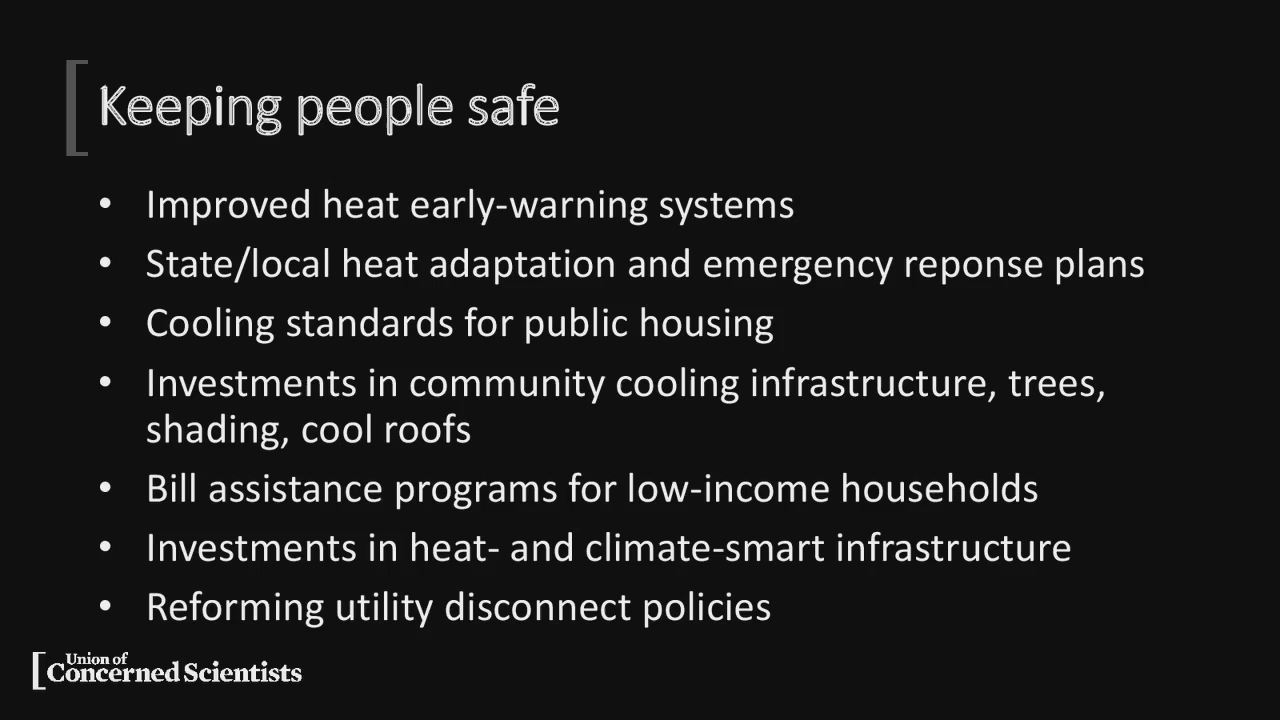 Keeping people safe
• Improved heat early-warning systems
• State/local heat adaptation and emergency reponse plans
• Cooling standards for public housing
• Investments in community cooling infrastructure, trees,
shading, cool roofs
• Bill assistance programs for low-income households
• Investments in heat- and climate-smart infrastructure
• Reforming utility disconnect policies
Union of
Concerned Scientists